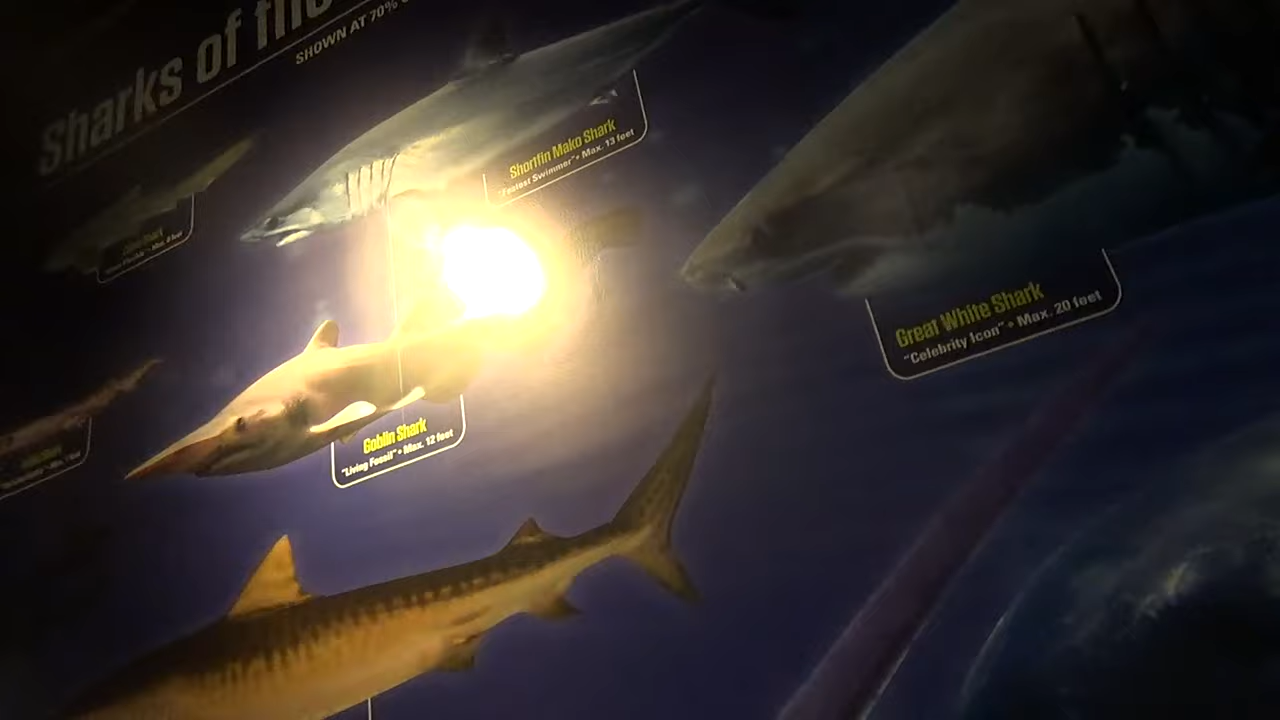 Sharks of the
SHOWN AT 70%
Shortfin Mako Shark
"Fastest Swimmer" • Max. 13 feet
Great White Shark
"Celebrity Icon" • Max. 20 feet
Goblin Shark
"Living Fossil" • Max. 12 feet